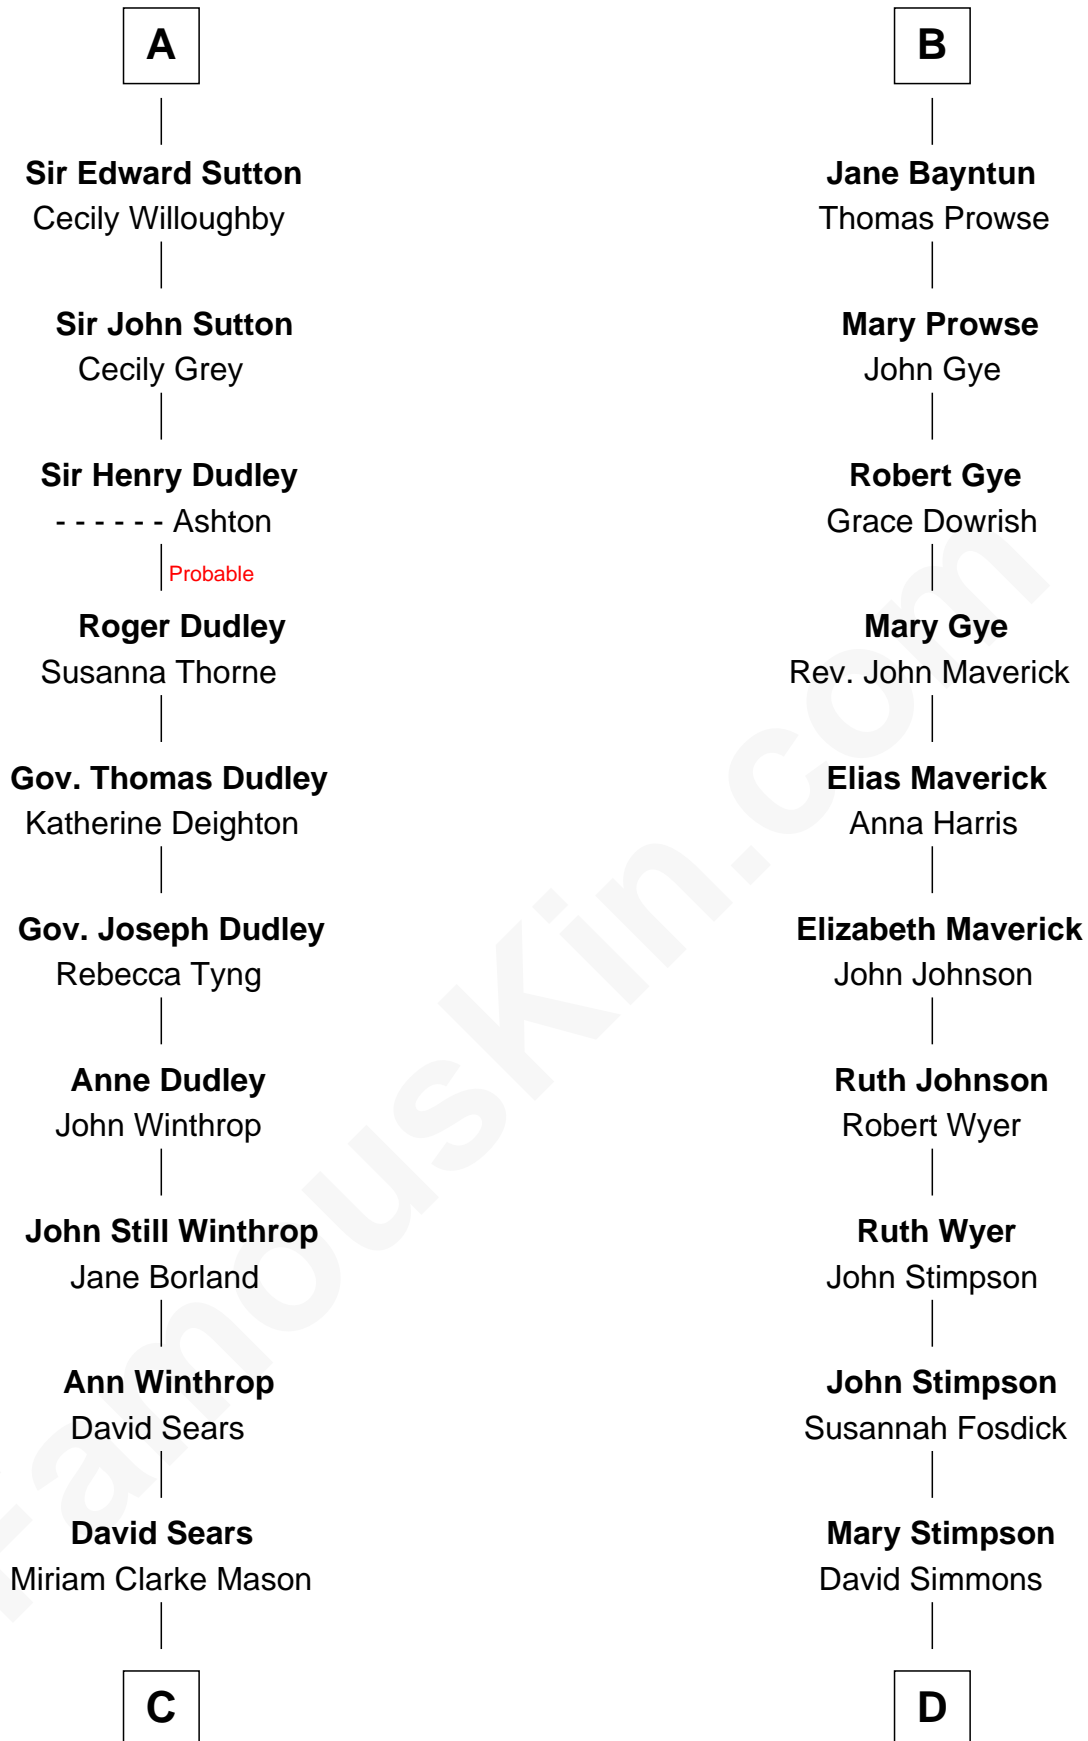 A
Sir Edward Sutton
Cecily Willoughby
Sir John Sutton
Cecily Grey
Sir Henry Dudley
- - - - - - Ashton
Probable
Roger Dudley
Susanna Thorne
Gov. Thomas Dudley
Katherine Deighton
Gov. Joseph Dudley
Rebecca Tyng
Anne Dudley
John Winthrop
John Still Winthrop
Jane Borland
Ann Winthrop
David Sears
David Sears
Miriam Clarke Mason
C
B
Jane Bayntun
Thomas Prowse
Mary Prowse
John Gye
Robert Gye
Grace Dowrish
Mary Gye
Rev. John Maverick
Elias Maverick
Anna Harris
Elizabeth Maverick
John Johnson
Ruth Johnson
Robert Wyer
Ruth Wyer
John Stimpson
John Stimpson
Susannah Fosdick
Mary Stimpson
David Simmons
D
FamousKin.com